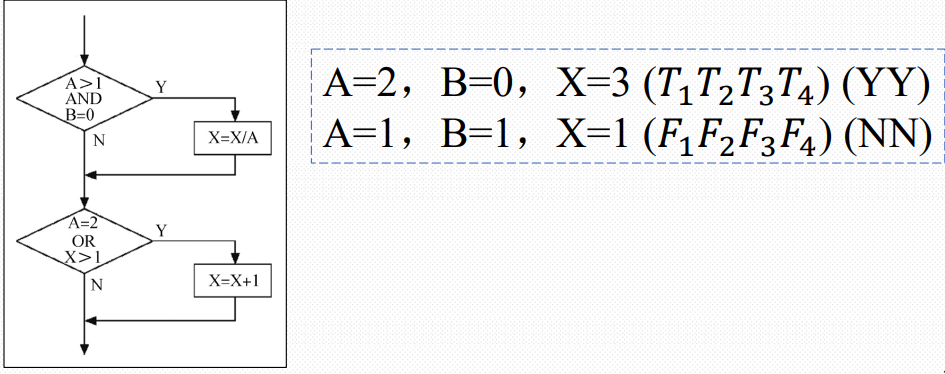 A>1
AND
B=0
Y
N
X=X/A
A=2
OR
X>1
Y
N
X=X+1
A=2，B=0，X=3 (T₁T₂T₃T₄) (YY)
A=1，B=1，X=1 (F₁F₂F₃F₄) (NN)